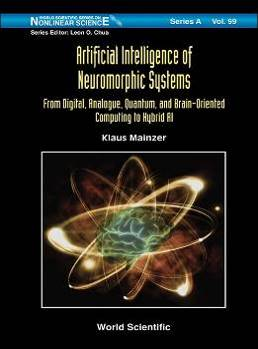 WORLD SCIENTIFIC SERIES ON
NONLINEAR SCIENCE
Series A Vol. 99
Series Editor: Leon O. Chua
Artificial Intelligence of
Neuromorphic Systems
From Digital, Analogue, Quantum, and Brain-Oriented
Computing to Hybrid AI
Klaus Mainzer
World Scientific